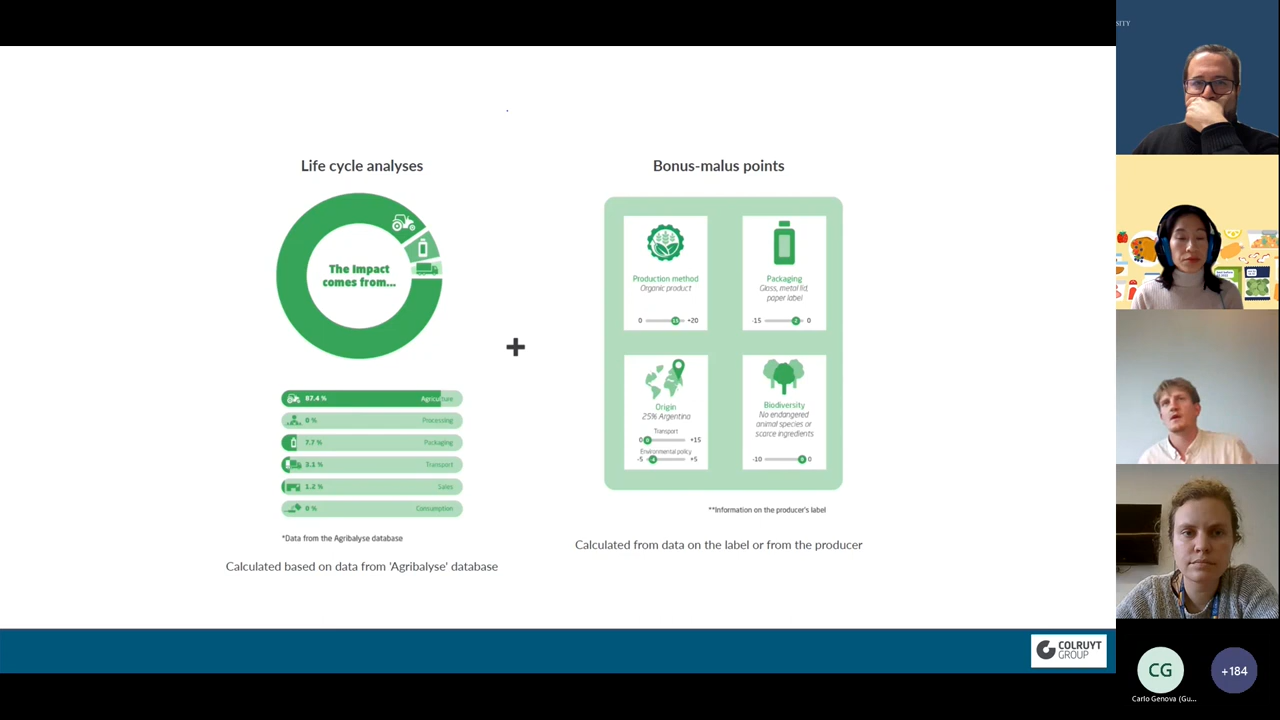 SITY
Life cycle analyses
The Impact
comes from...
87.4 %
Agriculture
0 %
Processing
7.7 %
Packaging
3.1 %
Transport
1.2 %
Sales
0 %
Consumption
*Data from the Agribalyse database
Calculated based on data from 'Agribalyse' database
+
Bonus-malus points
Production method
Organic product
0 +20
Packaging
Glass, metal lid,
paper label
-15 0
Origin
25% Argentina
Transport
0 0 +15
Environmental policy
-5 +5
Biodiversity
No endangered
animal species or
scarce ingredients
-10 0 0
**Information on the producer's label
Calculated from data on the label or from the producer
COLRUYT
GROUP
CG
Carlo Genova (Gu...
+184